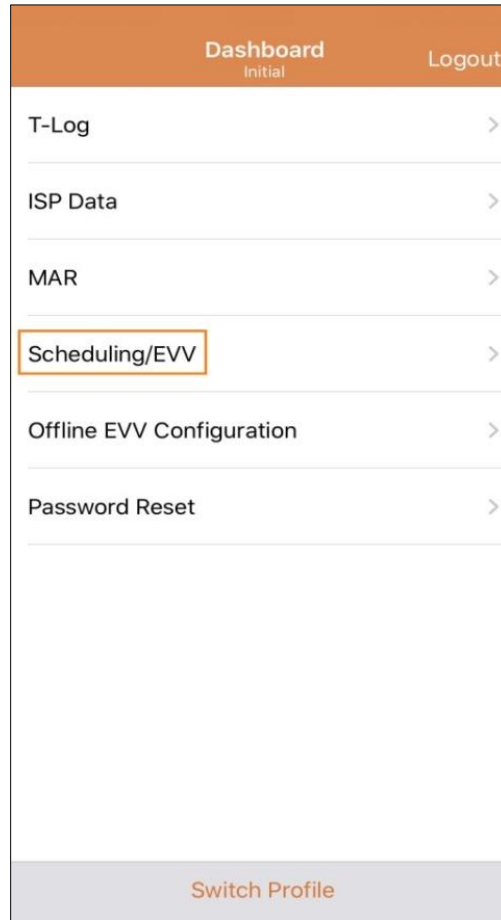 Dashboard
Initial
Logout
T-Log
ISP Data
MAR
Scheduling/EVV
Offline EVV Configuration
Password Reset
Switch Profile